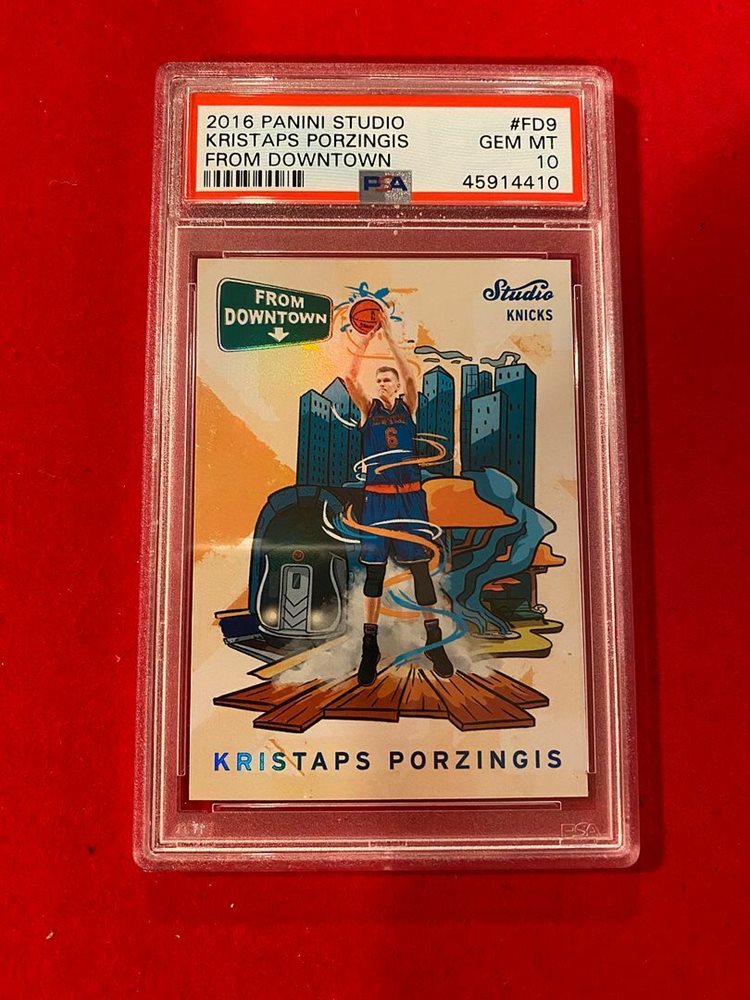 2016 PANINI STUDIO #FD9
KRISTAPS PORZINGIS GEM MT
FROM DOWNTOWN 10
PSA 45914410
FROM
DOWNTOWN
Studio
KNICKS
6
KRISTAPS PORZINGIS
PSA